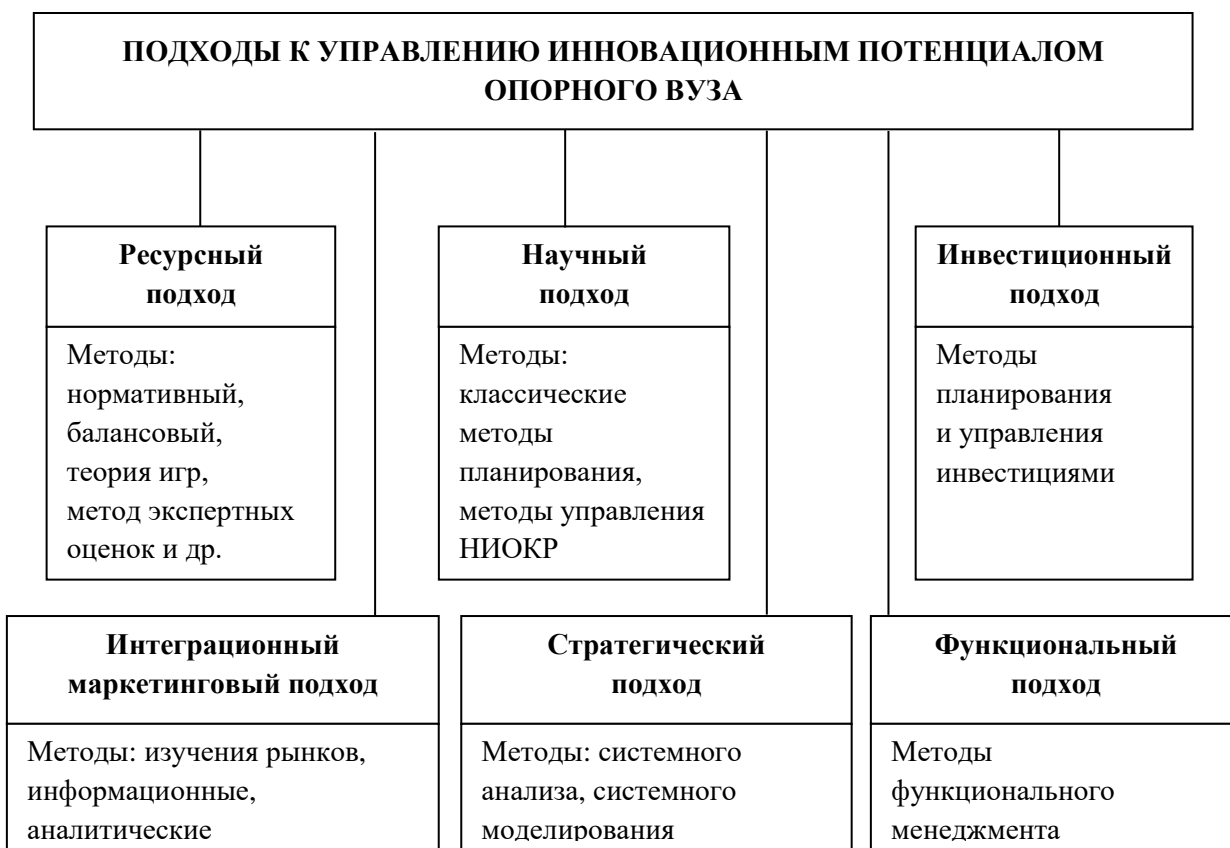 ПОДХОДЫ К УПРАВЛЕНИЮ ИННОВАЦИОННЫМ ПОТЕНЦИАЛОМ
ОПОРНОГО ВУЗА
Ресурсный
подход
Методы:
нормативный,
балансовый,
теория игр,
метод экспертных
оценок и др.
Научный
подход
Методы:
классические
методы
планирования,
методы управления
НИОКР
Инвестиционный
подход
Методы
планирования
и управления
инвестициями
Интеграционный
маркетинговый подход
Методы: изучения рынков,
информационные,
аналитические
Стратегический
подход
Методы: системного
анализа, системного
моделирования
Функциональный
подход
Методы
функционального
менеджмента